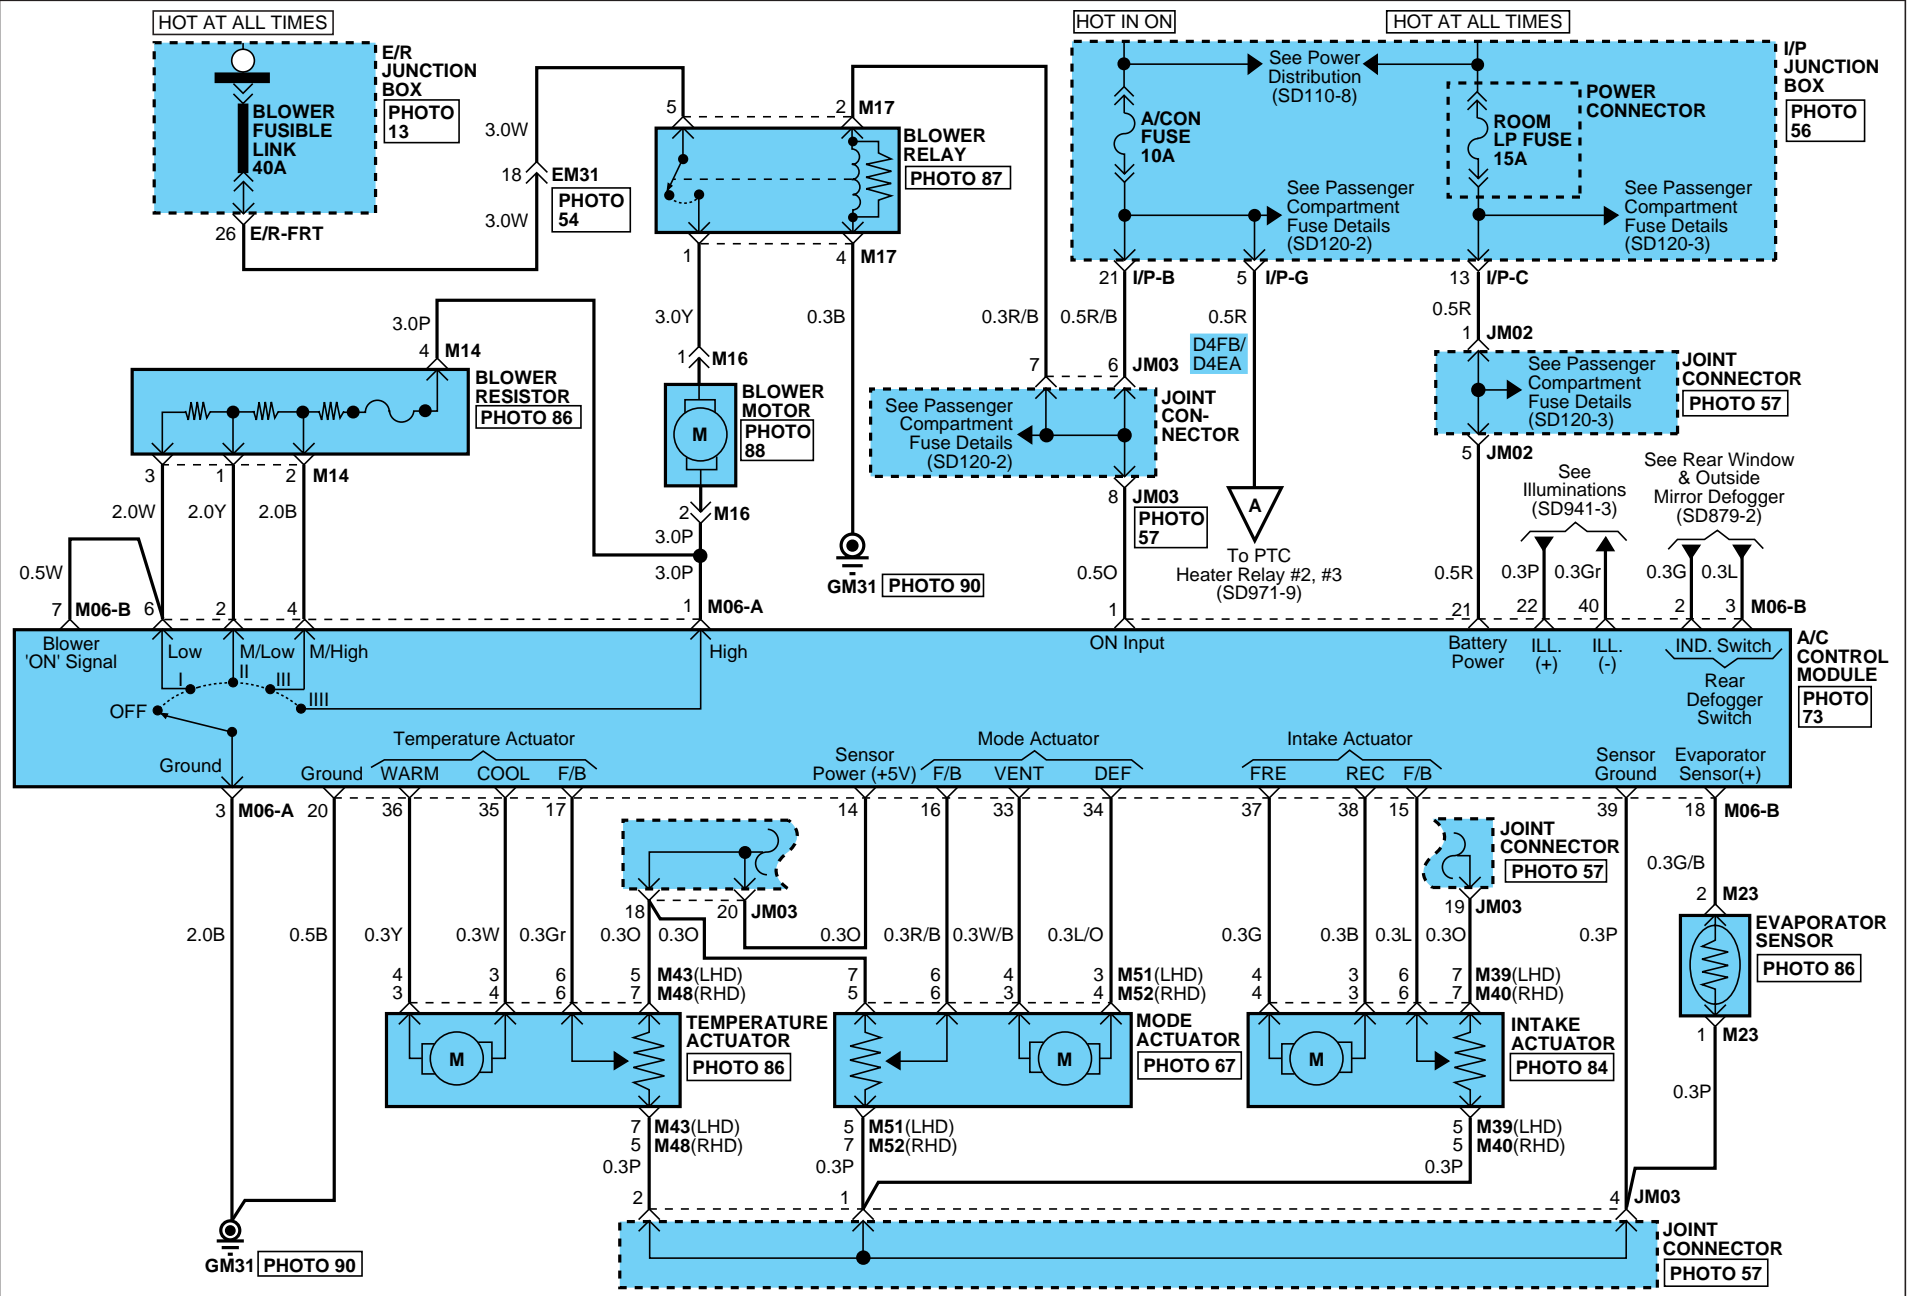 HOT AT ALL TIMES
HOT IN ON
HOT AT ALL TIMES
E/R
JUNCTION
BOX
PHOTO
13
BLOWER
FUSIBLE
LINK
40A
26
E/R-FRT
3.0W
18
EM31
PHOTO
54
3.0W
5
2
M17
BLOWER
RELAY
PHOTO 87
1
4
M17
I/P
JUNCTION
BOX
PHOTO
56
See Power
Distribution
(SD110-8)
A/CON
FUSE
10A
POWER
CONNECTOR
ROOM
LP FUSE
15A
See Passenger
Compartment
Fuse Details
(SD120-2)
See Passenger
Compartment
Fuse Details
(SD120-3)
21
I/P-B
5
I/P-G
13
I/P-C
3.0P
4
M14
BLOWER
RESISTOR
PHOTO 86
3
1
2
M14
2.0W
2.0Y
2.0B
3.0Y
0.3B
0.3R/B
0.5R/B
0.5R
D4FB/
D4EA
0.5R
1
JM02
See Passenger
Compartment
Fuse Details
(SD120-3)
JOINT
CONNECTOR
PHOTO 57
5
JM02
1
M16
BLOWER
MOTOR
PHOTO
88
M
2
M16
3.0P
3.0P
7
6
JM03
See Passenger
Compartment
Fuse Details
(SD120-2)
JOINT
CON-
NECTOR
8
JM03
PHOTO
57
A
To PTC
Heater Relay #2, #3
(SD971-9)
See
Illuminations
(SD941-3)
See Rear Window
& Outside
Mirror Defogger
(SD879-2)
GM31
PHOTO 90
0.5W
0.5O
0.5R
0.3P
0.3Gr
0.3G
0.3L
7
M06-B
6
2
4
1
M06-A
1
21
22
40
2
3
M06-B
Blower
'ON' Signal
Low
M/Low
M/High
High
ON Input
Battery
Power
ILL.
(+)
ILL.
(-)
IND. Switch
Rear
Defogger
Switch
A/C
CONTROL
MODULE
PHOTO
73
I
II
III
IIII
OFF
Ground
Ground
Temperature Actuator
WARM
COOL
F/B
Sensor
Power (+5V)
Mode Actuator
F/B
VENT
DEF
Intake Actuator
FRE
REC
F/B
Sensor
Ground
Evaporator
Sensor(+)
3
M06-A
20
36
35
17
14
16
33
34
37
38
15
39
18
M06-B
JOINT
CONNECTOR
PHOTO 57
0.3G/B
2
M23
18
20
JM03
19
JM03
2.0B
0.5B
0.3Y
0.3W
0.3Gr
0.3O
0.3O
0.3O
0.3R/B
0.3W/B
0.3L/O
0.3G
0.3B
0.3L
0.3O
0.3P
EVAPORATOR
SENSOR
PHOTO 86
4
3
6
5
M43(LHD)
3
4
6
7
M48(RHD)
7
6
4
3
M51(LHD)
5
6
3
4
M52(RHD)
4
3
6
7
M39(LHD)
4
3
6
7
M40(RHD)
M
TEMPERATURE
ACTUATOR
PHOTO 86
M
MODE
ACTUATOR
PHOTO 67
M
INTAKE
ACTUATOR
PHOTO 84
1
M23
0.3P
7
M43(LHD)
5
M48(RHD)
5
M51(LHD)
7
M52(RHD)
5
M39(LHD)
5
M40(RHD)
0.3P
0.3P
0.3P
2
1
4
JM03
GM31
PHOTO 90
JOINT
CONNECTOR
PHOTO 57